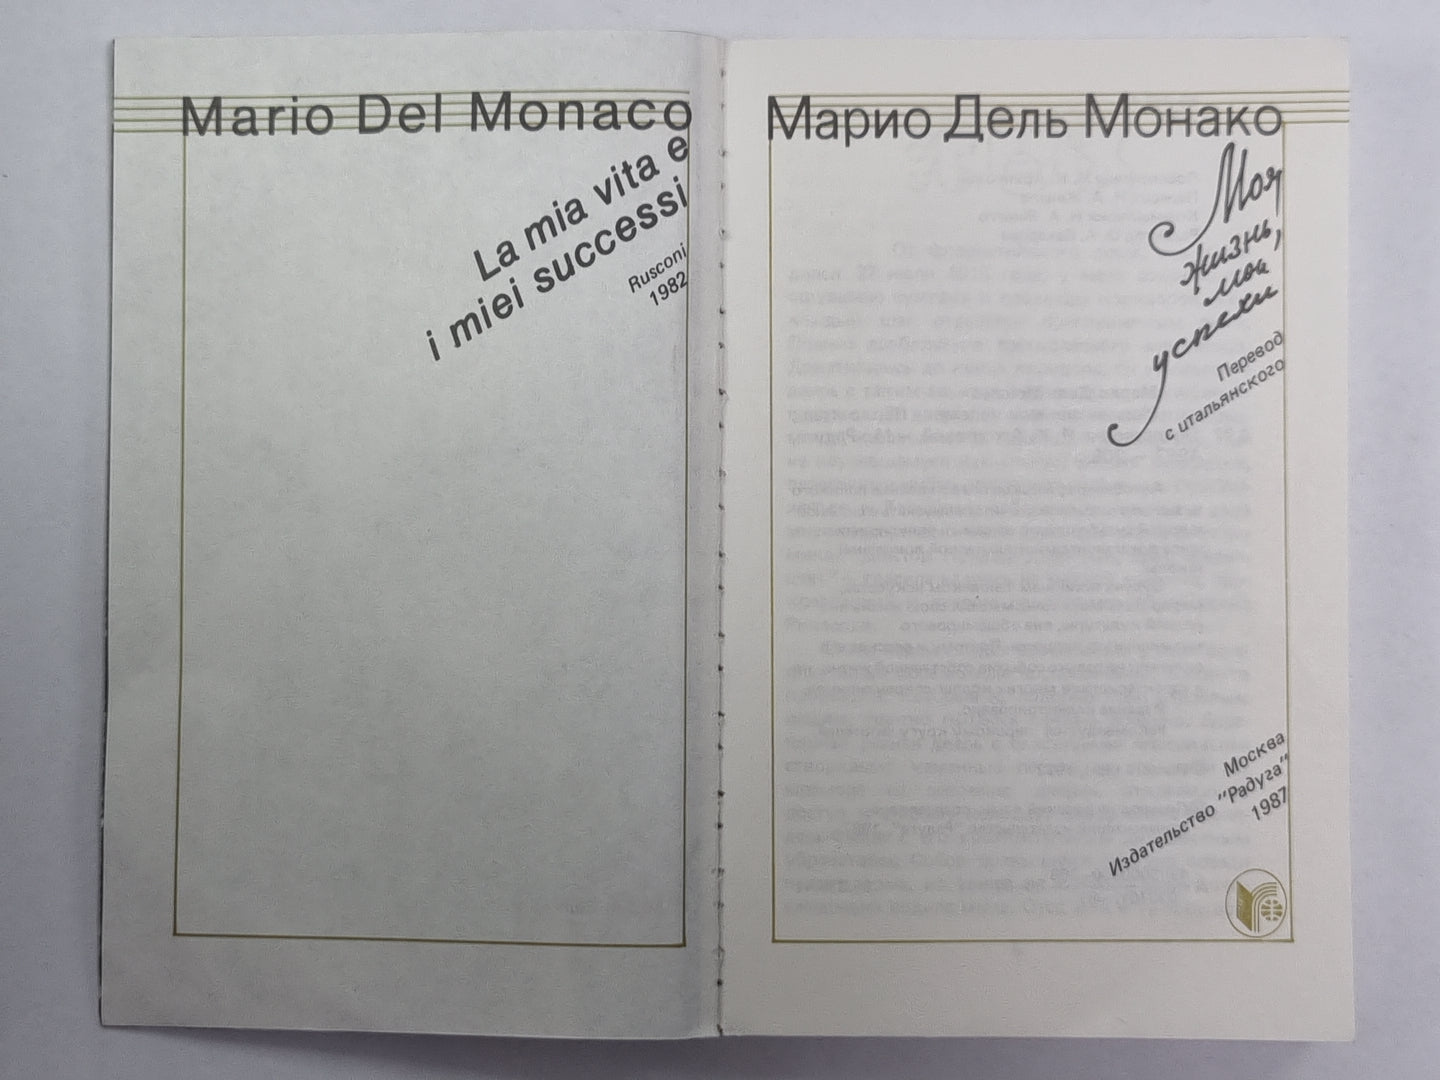 Mario Del Monaco
La mia vita e
i miei successi
Rusconi
1982
Марио Дель Монако
Моя
жизнь,
мои
успехи
Перевод
с итальянского
Москва
Издательство "Радуга"
1987